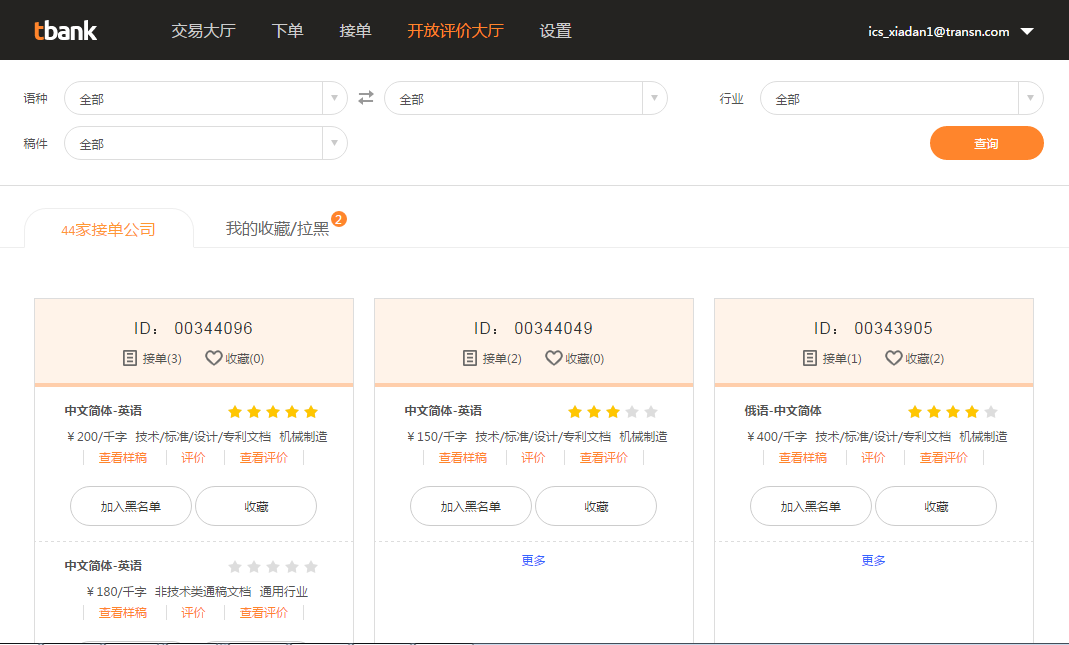 tbank 交易大厅 下单 接单 开放评价大厅 设置 ics_xiadan1@transn.com
语种 全部 全部 行业 全部
稿件 全部 查询
44家接单公司 我的收藏/拉黑 2
ID： 00344096
接单(3) 收藏(0)
中文简体-英语
￥200/千字 技术/标准/设计/专利文档 机械制造
查看样稿 评价 查看评价
加入黑名单 收藏
中文简体-英语
￥180/千字 非技术类通稿文档 通用行业
查看样稿 评价 查看评价
ID： 00344049
接单(2) 收藏(0)
中文简体-英语
￥150/千字 技术/标准/设计/专利文档 机械制造
查看样稿 评价 查看评价
加入黑名单 收藏
更多
ID： 00343905
接单(1) 收藏(2)
俄语-中文简体
￥400/千字 技术/标准/设计/专利文档 机械制造
查看样稿 评价 查看评价
加入黑名单 收藏
更多